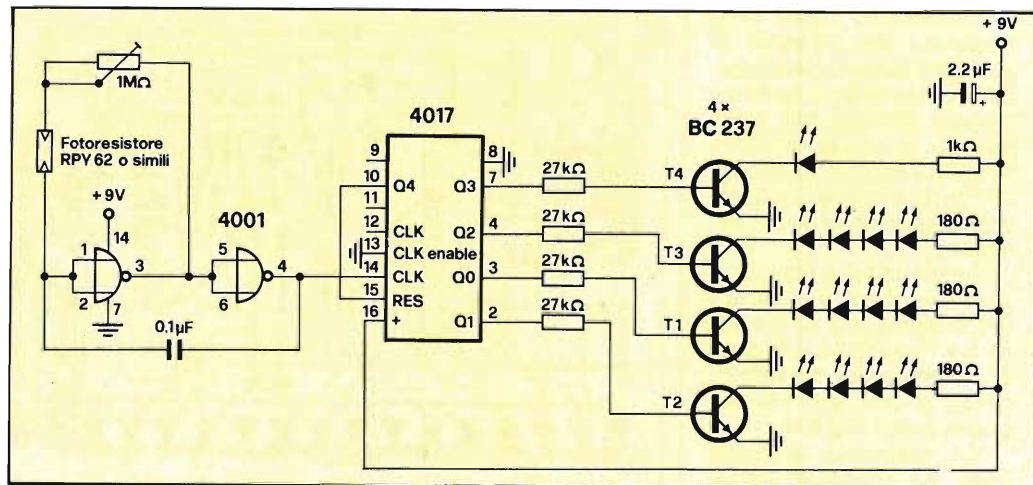 + 9V
2.2 µF
+
1MΩ
Fotoresistore
RPY 62 o simili
+ 9V
14
1
2
3
7
4001
5
6
4
0.1µF
4017
9
10 Q4
11
12 CLK
13 CLK enable
14 CLK
15 RES
16 +
8
Q3 7
Q2 4
Q0 3
Q1 2
27kΩ
27kΩ
27kΩ
27kΩ
4 ×
BC 237
T4
T3
T1
T2
1kΩ
180Ω
180Ω
180Ω